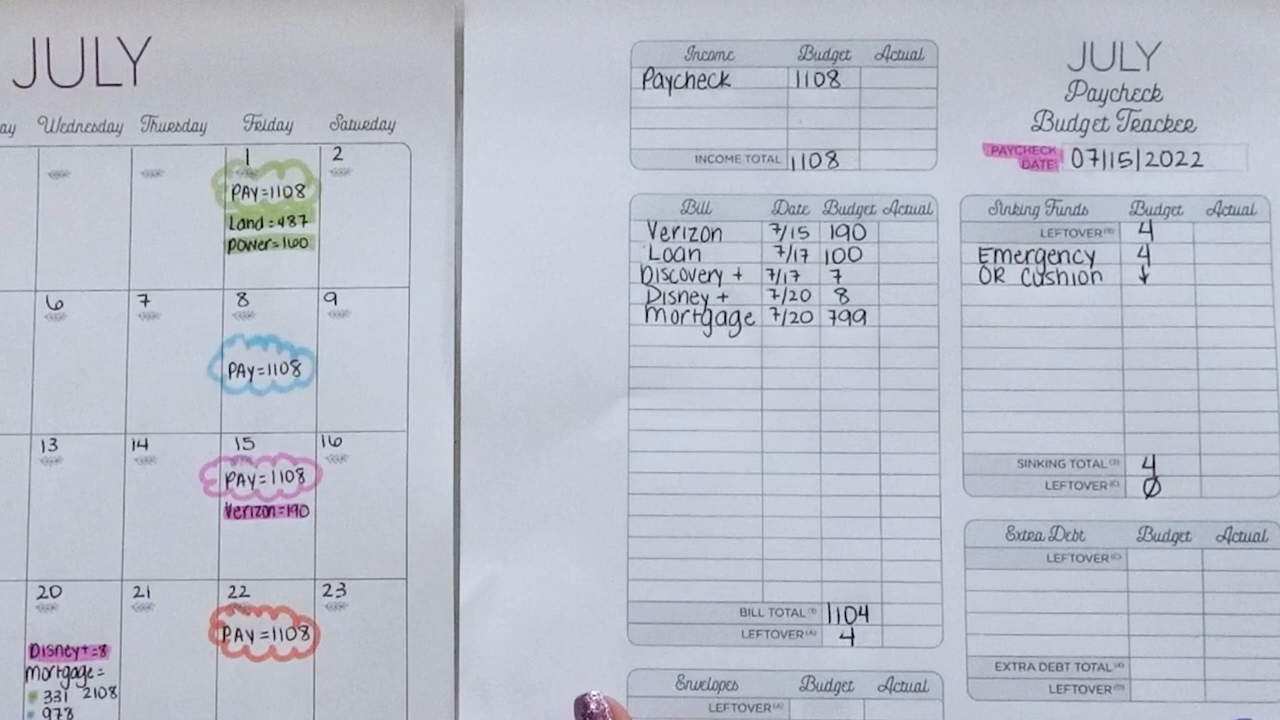 JULY
Wednesday Thursday Friday Saturday
1 2
PAY=1108
Land=487
power=160
6 7 8 9
PAY=1108
13 14 15 16
PAY=1108
Verizon=190
20 21 22 23
PAY=1108
Disney+=8
mortgage=
331 2108
978
Income Budget Actual
Paycheck 1108
INCOME TOTAL 1108
JULY
Paycheck
Budget Tracker
PAYCHECK
DATE: 07/15/2022
Bill Date Budget Actual
Verizon 7/15 190
Loan 7/17 100
Discovery + 7/17 7
Disney + 7/20 8
mortgage 7/20 799
BILL TOTAL 1104
LEFTOVER (A) 4
Envelopes Budget Actual
LEFTOVER (A)
Sinking Funds Budget Actual
LEFTOVER 4
Emergency 4
OR Cushion ↓
SINKING TOTAL 4
LEFTOVER Ø
Extra Debt Budget Actual
LEFTOVER
EXTRA DEBT TOTAL
LEFTOVER